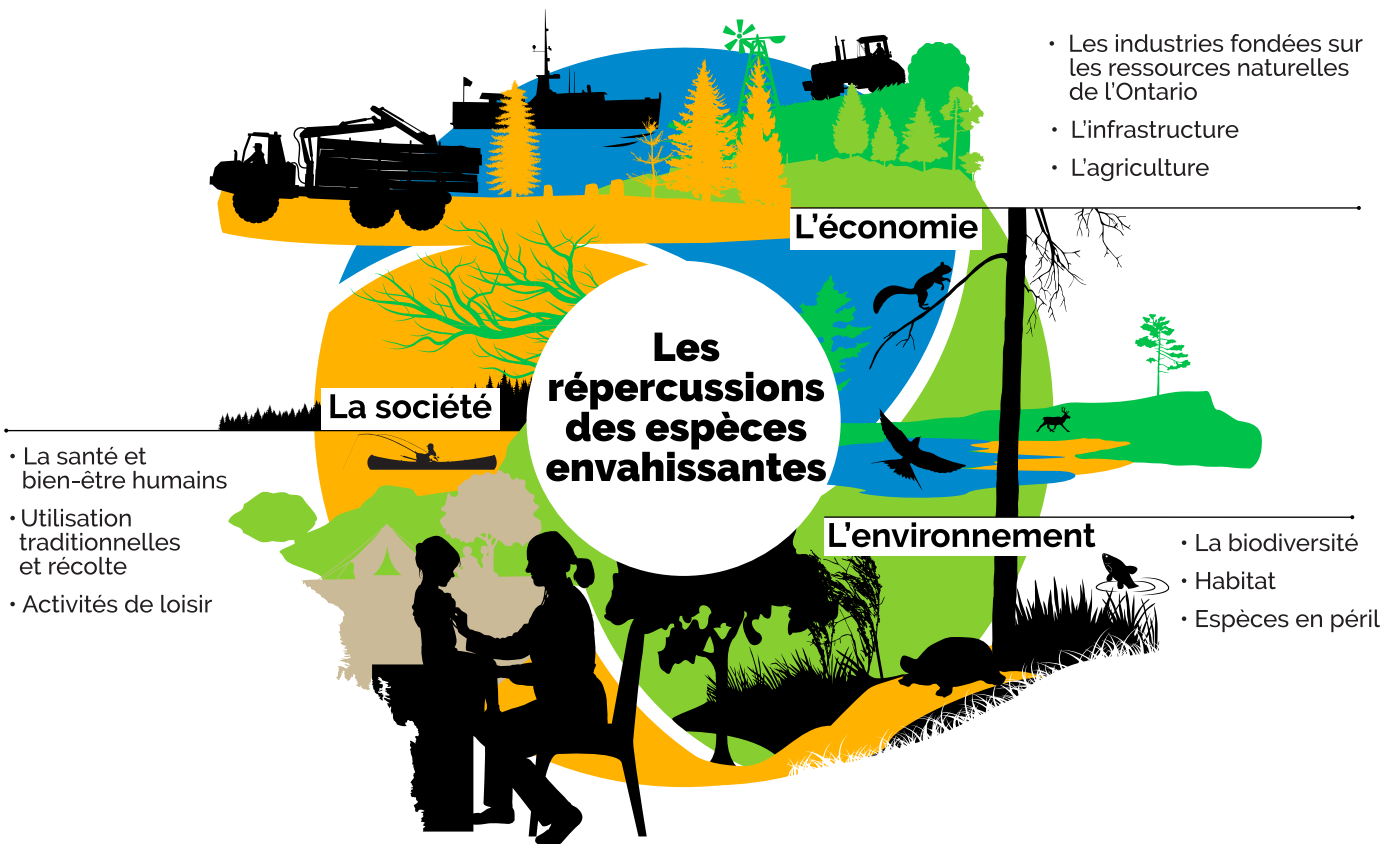 • Les industries fondées sur
les ressources naturelles
de l'Ontario
• L'infrastructure
• L'agriculture
L'économie
Les
répercussions
des espèces
envahissantes
La société
• La santé et
bien-être humains
• Utilisation
traditionnelles
et récolte
• Activités de loisir
L'environnement
• La biodiversité
• Habitat
• Espèces en péril